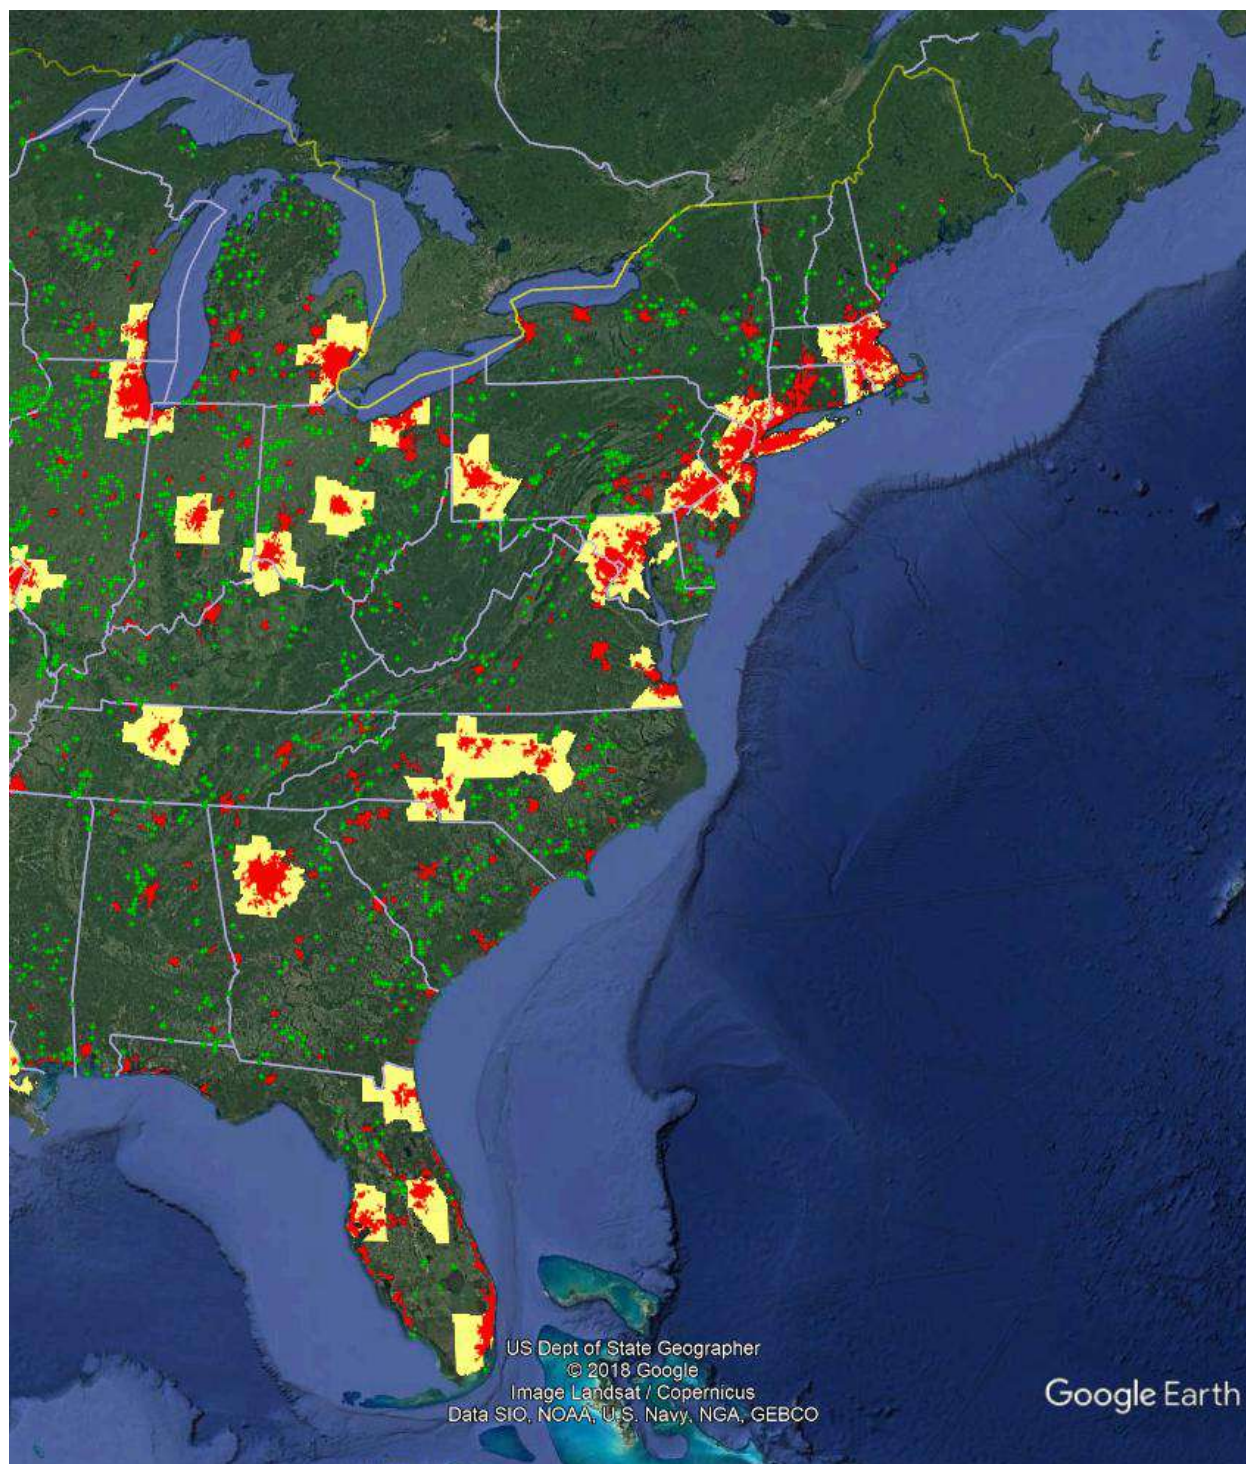 US Dept of State Geographer
© 2018 Google
Image Landsat / Copernicus
Data SIO, NOAA, U.S. Navy, NGA, GEBCO
Google Earth